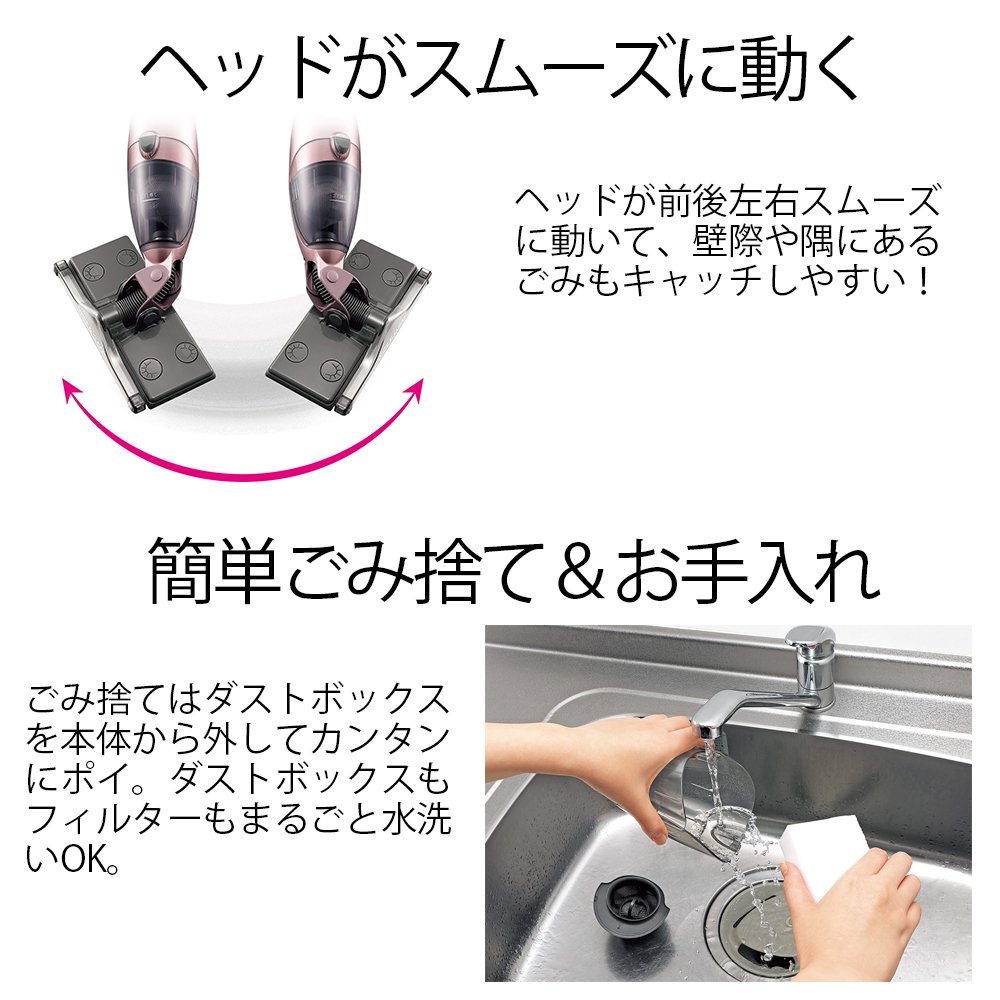 ヘッドがスムーズに動く
ヘッドが前後左右スムーズ
に動いて、壁際や隅にある
ごみもキャッチしやすい！
簡単ごみ捨て＆お手入れ
ごみ捨てはダストボックス
を本体から外してカンタン
にポイ。ダストボックスも
フィルターもまるごと水洗
いOK。